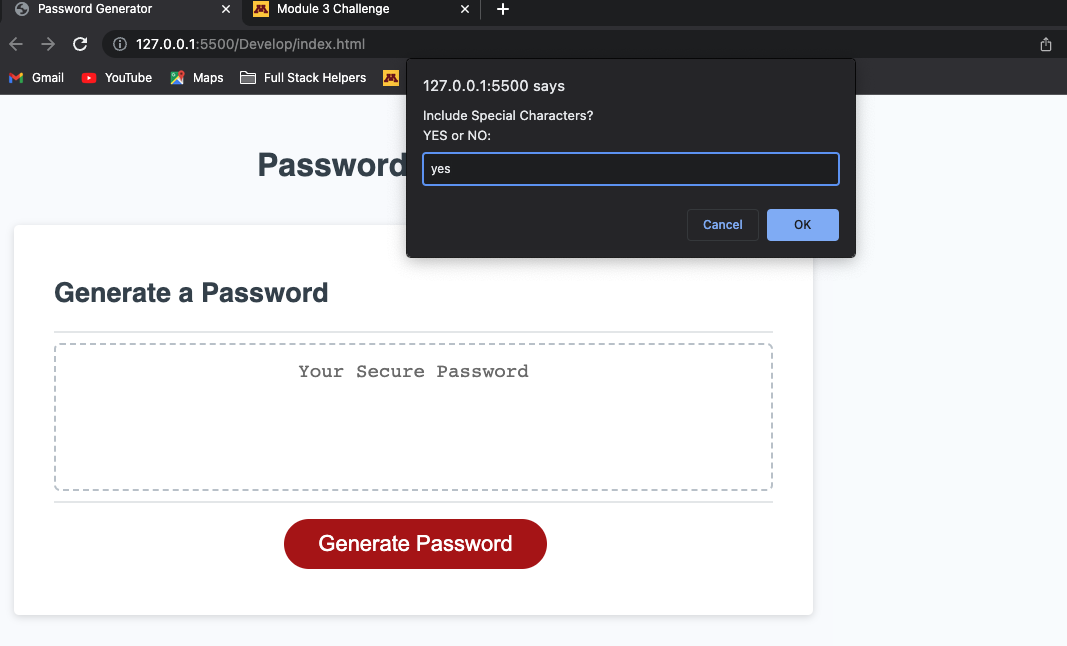 Password Generator
Module 3 Challenge
127.0.0.1:5500/Develop/index.html
Gmail YouTube Maps Full Stack Helpers
127.0.0.1:5500 says
Include Special Characters?
YES or NO:
yes
Cancel OK
Password
Generate a Password
Your Secure Password
Generate Password